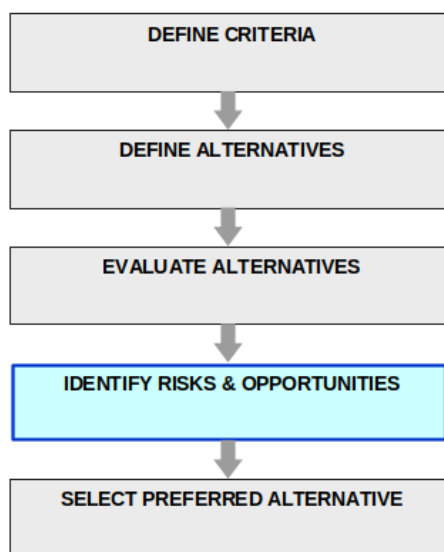 DEFINE CRITERIA
DEFINE ALTERNATIVES
EVALUATE ALTERNATIVES
IDENTIFY RISKS & OPPORTUNITIES
SELECT PREFERRED ALTERNATIVE